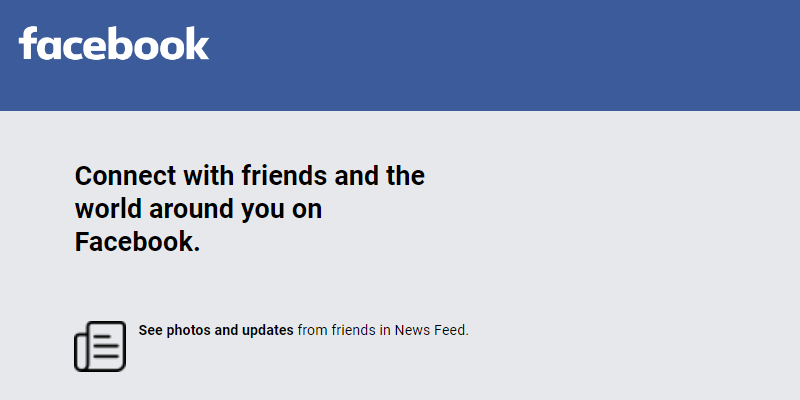 facebook
Connect with friends and the
world around you on
Facebook.
See photos and updates from friends in News Feed.